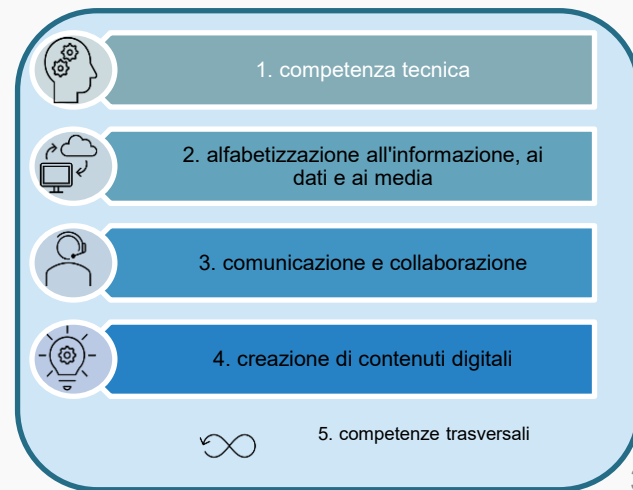 1. competenza tecnica
2. alfabetizzazione all'informazione, ai
dati e ai media
3. comunicazione e collaborazione
4. creazione di contenuti digitali
5. competenze trasversali